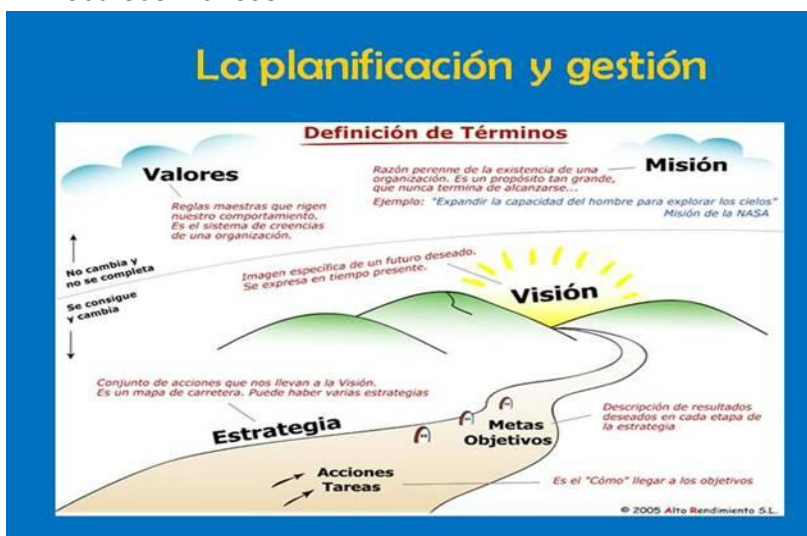 La planificación y gestión
Definición de Términos
Valores
Reglas maestras que rigen
nuestro comportamiento.
Es el sistema de creencias
de una organización.
Misión
Razón perenne de la existencia de una
organización. Es un propósito tan grande,
que nunca termina de alcanzarse...
Ejemplo: "Expandir la capacidad del hombre para explorar los cielos"
Misión de la NASA
No cambia y
no se completa
Se consigue
y cambia
Imagen específica de un futuro deseado.
Se expresa en tiempo presente.
Visión
Conjunto de acciones que nos llevan a la Visión.
Es un mapa de carretera. Puede haber varias estrategias
Estrategia
Metas
Objetivos
Descripción de resultados
deseados en cada etapa de
la estrategia
Acciones
Tareas
Es el "Cómo" llegar a los objetivos
© 2005 Alto Rendimiento S.L.